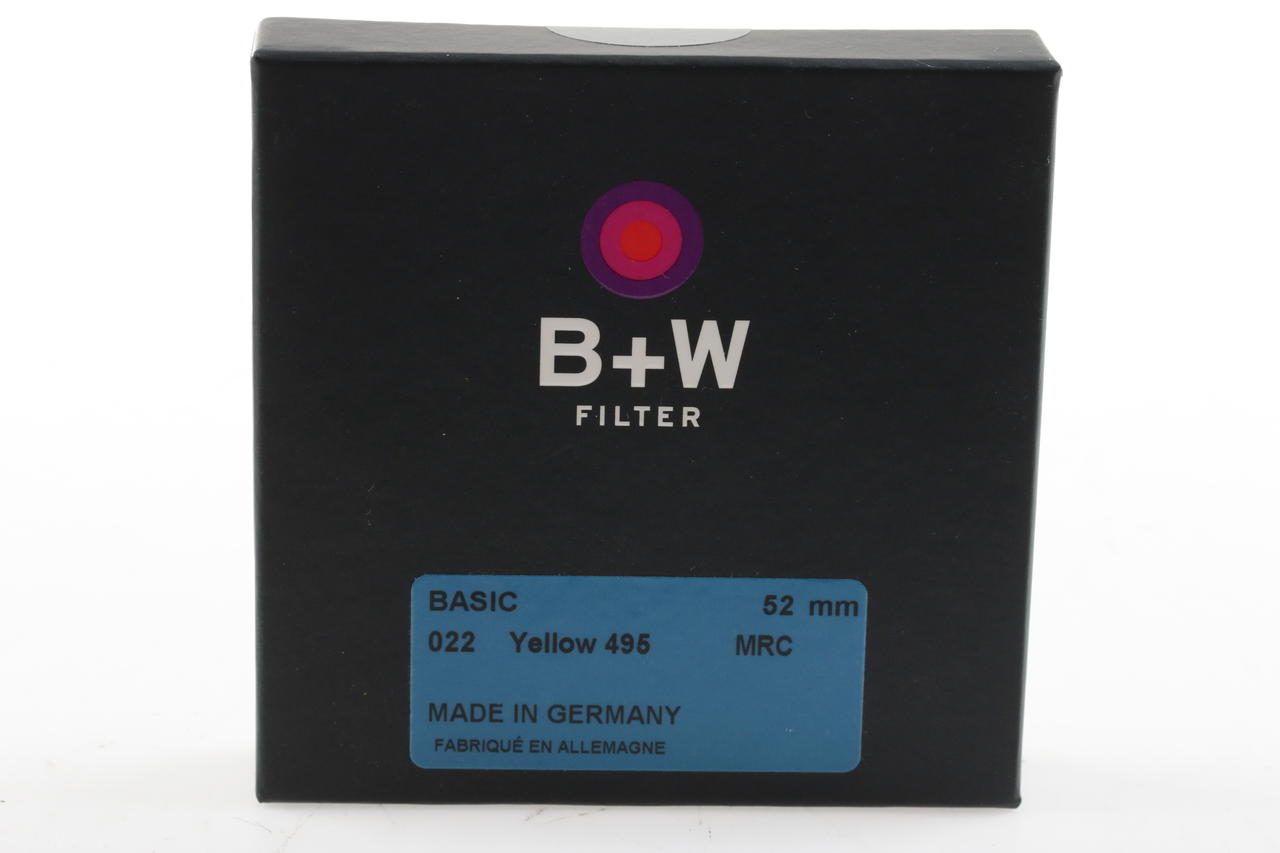 B+W
FILTER
BASIC 52 mm
022 Yellow 495 MRC
MADE IN GERMANY
FABRIQUÉ EN ALLEMAGNE